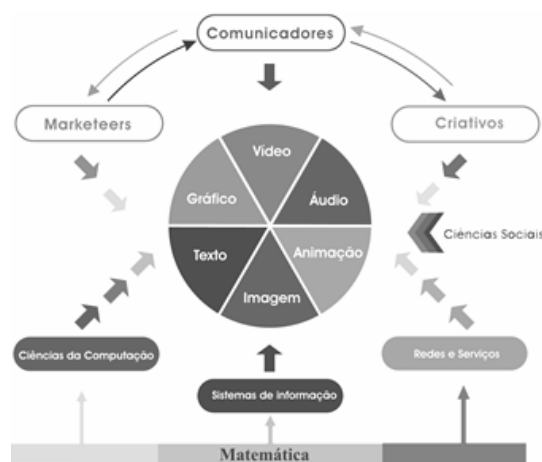 Comunicadores
Marketeers
Criativos
Vídeo
Gráfico
Áudio
Ciências Sociais
Texto
Animação
Imagem
Ciências da Computação
Redes e Serviços
Sistemas de informação
Matemática